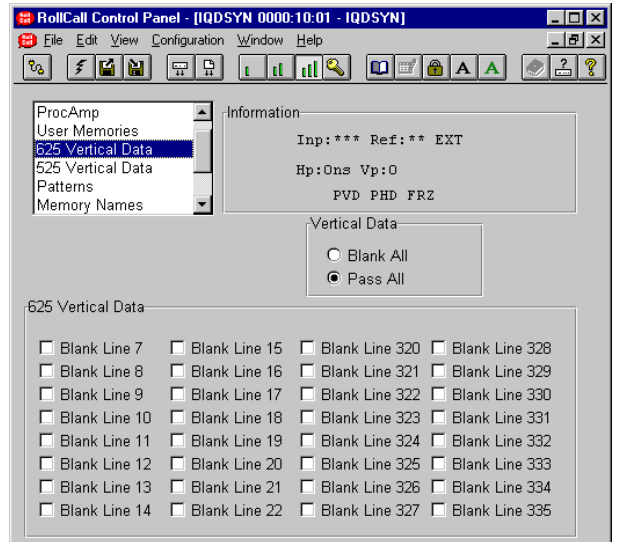 RollCall Control Panel - [IQDSYN 0000:10:01 - IQDSYN]
File Edit View Configuration Window Help
A A
ProcAmp
User Memories
625 Vertical Data
525 Vertical Data
Patterns
Memory Names
Information
Inp:*** Ref:** EXT
Hp:0ns Vp:0
PVD PHD FRZ
Vertical Data
Blank All
Pass All
625 Vertical Data
Blank Line 7 Blank Line 15 Blank Line 320 Blank Line 328
Blank Line 8 Blank Line 16 Blank Line 321 Blank Line 329
Blank Line 9 Blank Line 17 Blank Line 322 Blank Line 330
Blank Line 10 Blank Line 18 Blank Line 323 Blank Line 331
Blank Line 11 Blank Line 19 Blank Line 324 Blank Line 332
Blank Line 12 Blank Line 20 Blank Line 325 Blank Line 333
Blank Line 13 Blank Line 21 Blank Line 326 Blank Line 334
Blank Line 14 Blank Line 22 Blank Line 327 Blank Line 335